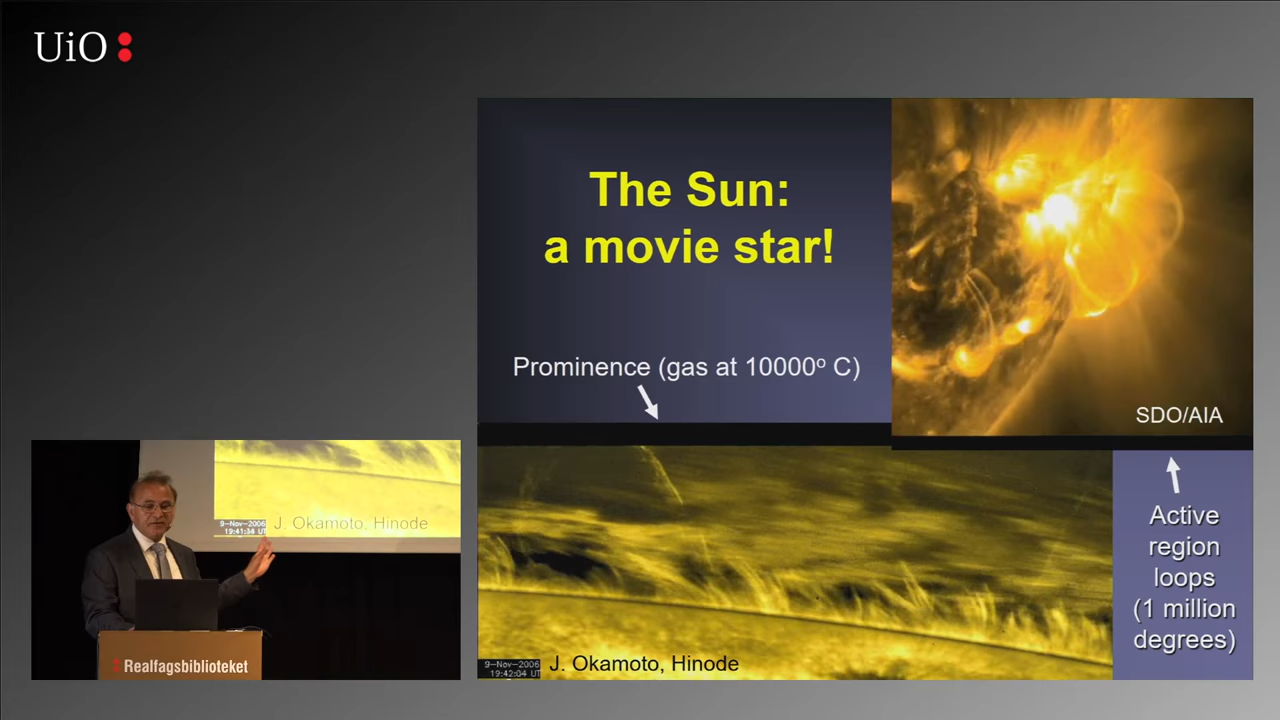 UiO:
The Sun:
a movie star!
Prominence (gas at 10000º C)
SDO/AIA
Active
region
loops
(1 million
degrees)
9-Nov-2006
19:42:04 UT
J. Okamoto, Hinode
9-Nov-2006
19:41:34 UT
J. Okamoto, Hinode
Realfagsbiblioteket